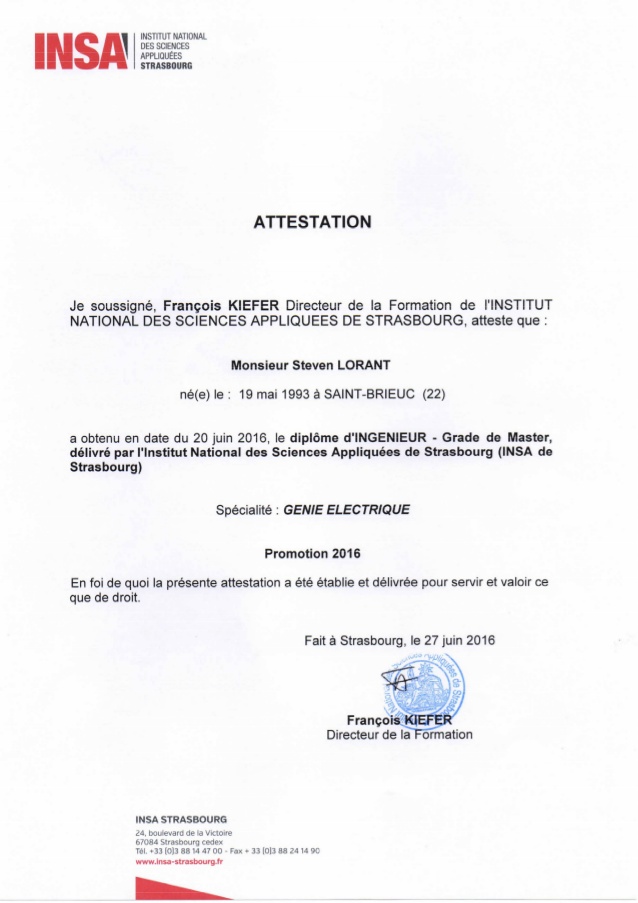 INSA
INSTITUT NATIONAL
DES SCIENCES
APPLIQUÉES
STRASBOURG
ATTESTATION
Je soussigné, François KIEFER Directeur de la Formation de l'INSTITUT
NATIONAL DES SCIENCES APPLIQUEES DE STRASBOURG, atteste que :
Monsieur Steven LORANT
né(e) le : 19 mai 1993 à SAINT-BRIEUC (22)
a obtenu en date du 20 juin 2016, le diplôme d'INGENIEUR - Grade de Master,
délivré par l'Institut National des Sciences Appliquées de Strasbourg (INSA de
Strasbourg)
Spécialité : GENIE ELECTRIQUE
Promotion 2016
En foi de quoi la présente attestation a été établie et délivrée pour servir et valoir ce
que de droit.
Fait à Strasbourg, le 27 juin 2016
Appliquées de
François KIEFER
Directeur de la Formation
INSA STRASBOURG
24, boulevard de la Victoire
67084 Strasbourg cedex
Tél. +33 (0)3 88 14 47 00 - Fax + 33 (0)3 88 24 14 90
www.insa-strasbourg.fr